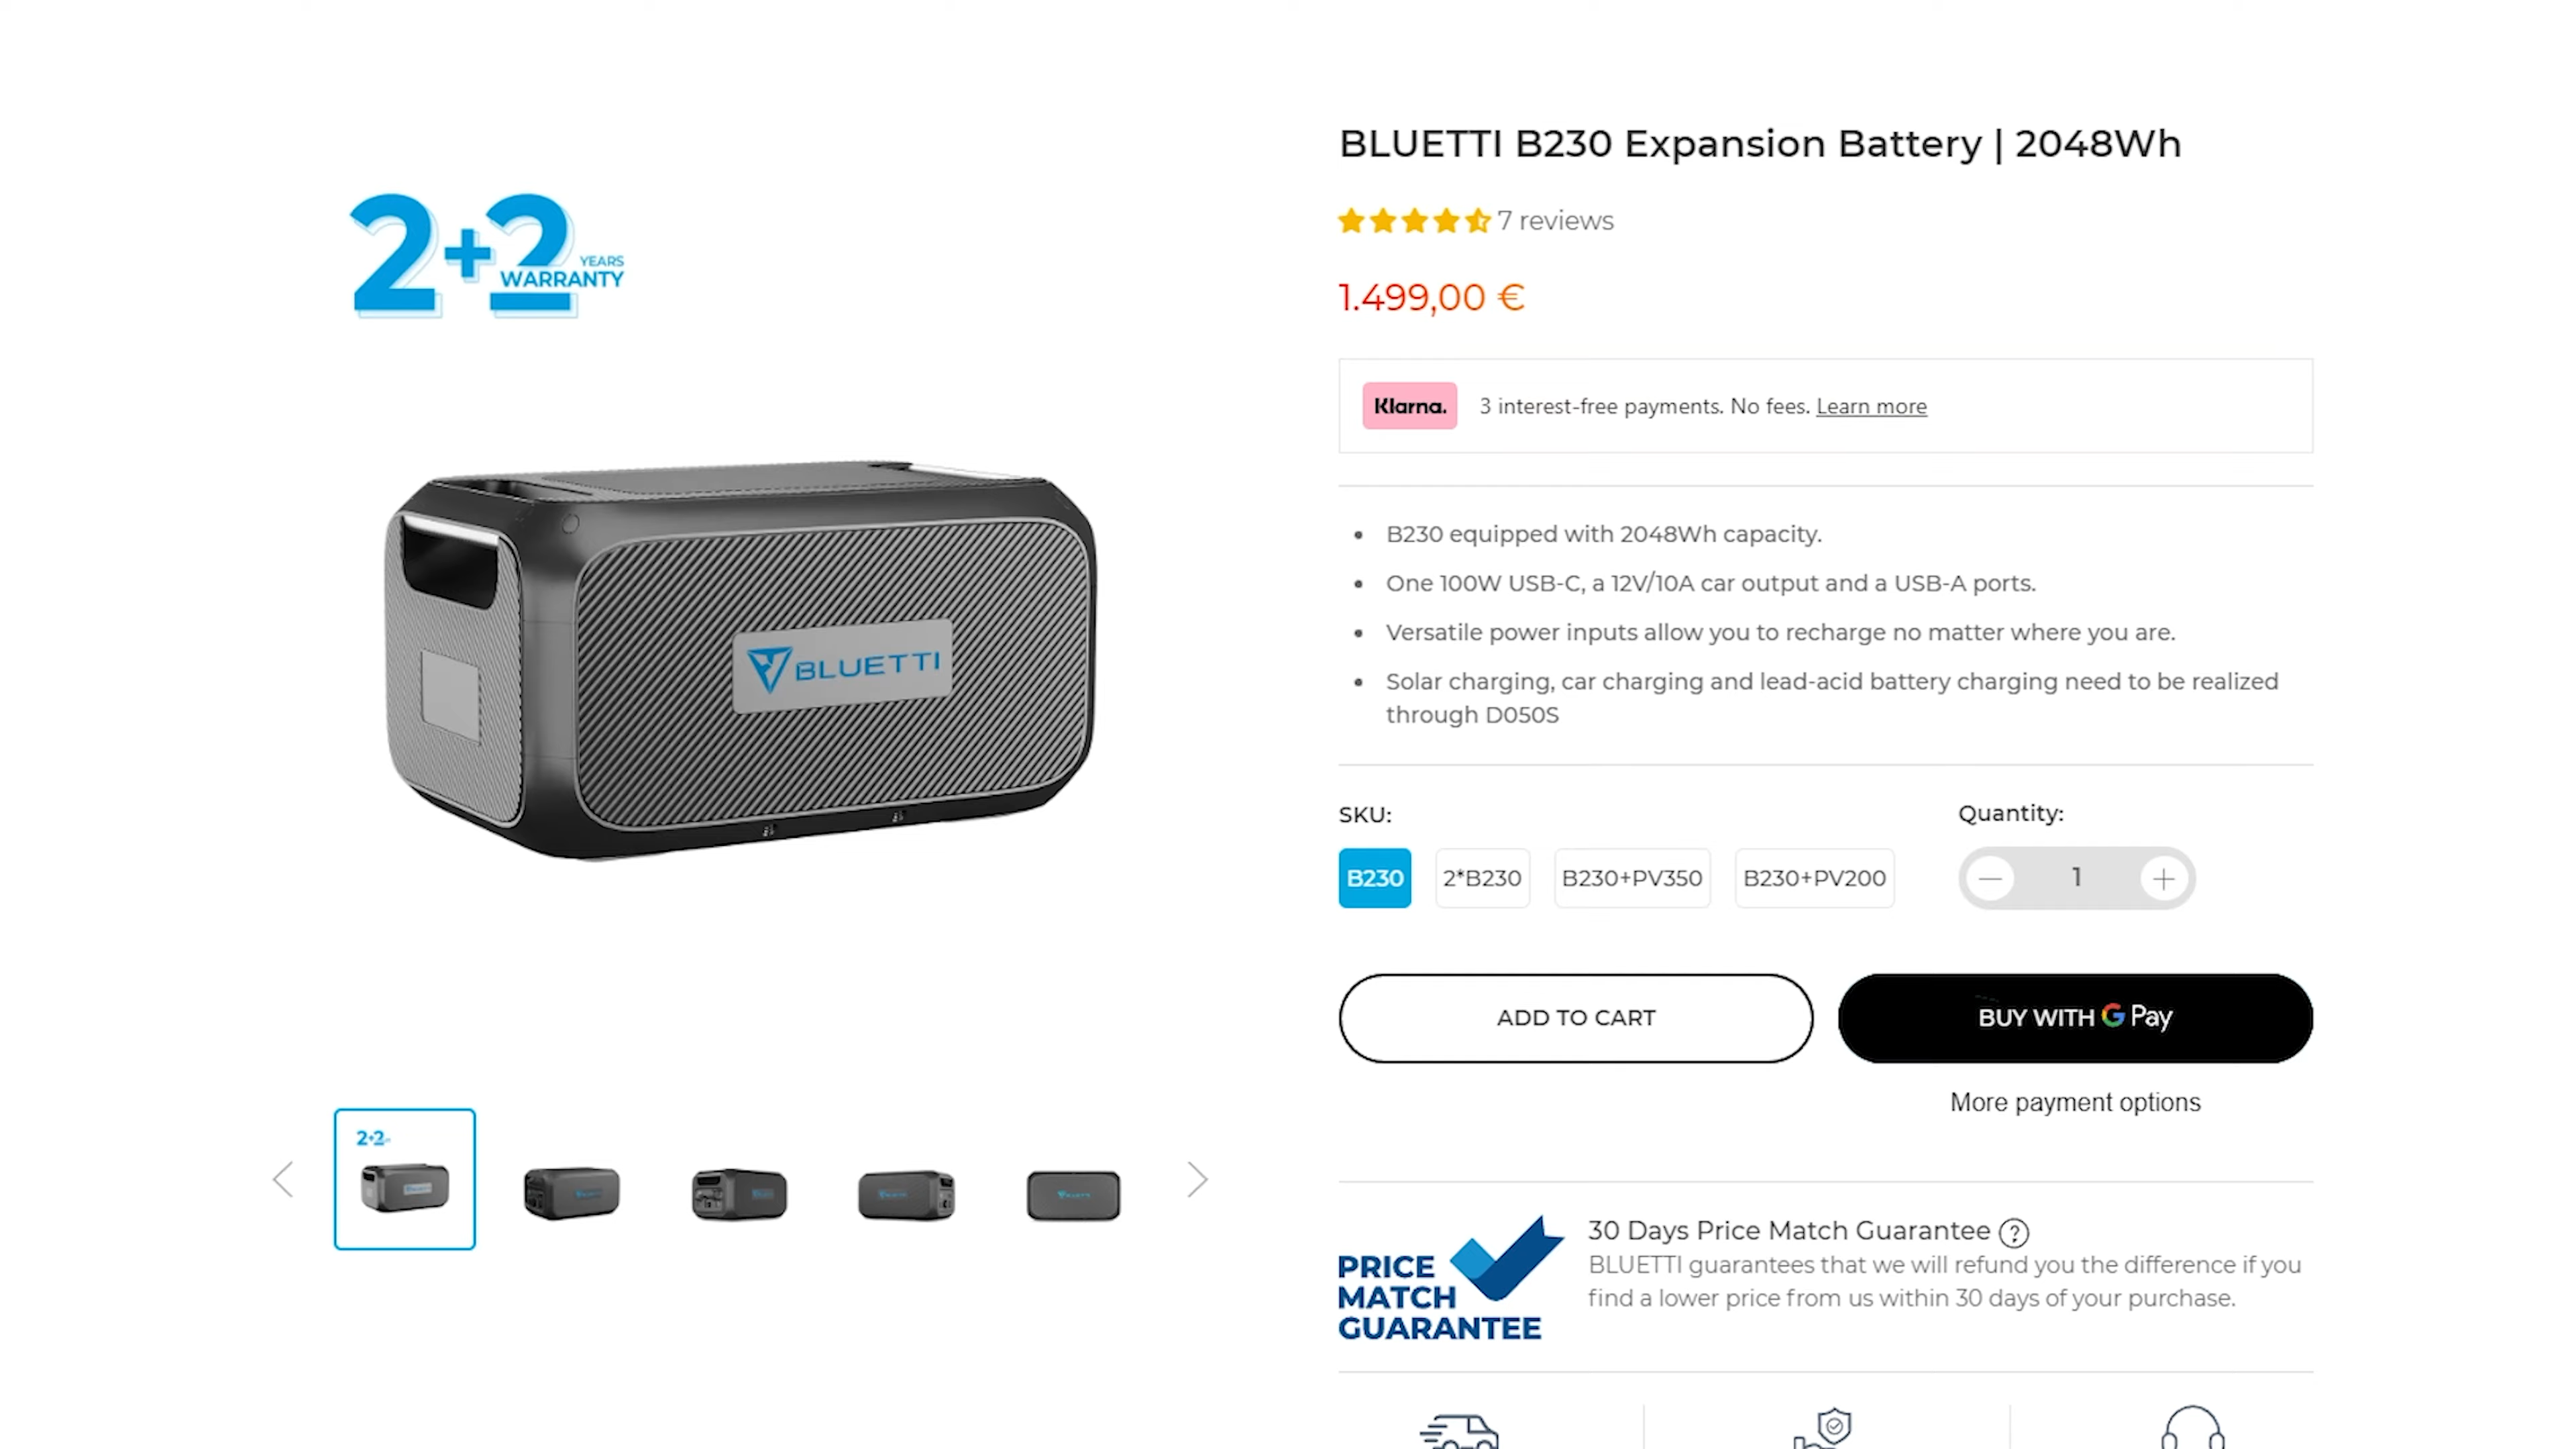 BLUETTI B230 Expansion Battery | 2048Wh
7 reviews
1.499,00 €
Klarna. 3 interest-free payments. No fees. Learn more
B230 equipped with 2048Wh capacity.
One 100W USB-C, a 12V/10A car output and a USB-A ports.
Versatile power inputs allow you to recharge no matter where you are.
Solar charging, car charging and lead-acid battery charging need to be realized
through D050S
SKU:
B230 2*B230 B230+PV350 B230+PV200
Quantity:
1
ADD TO CART
BUY WITH G Pay
More payment options
PRICE
MATCH
GUARANTEE
30 Days Price Match Guarantee ?
BLUETTI guarantees that we will refund you the difference if you
find a lower price from us within 30 days of your purchase.
2+2
YEARS
WARRANTY
BLUETTI
2+2